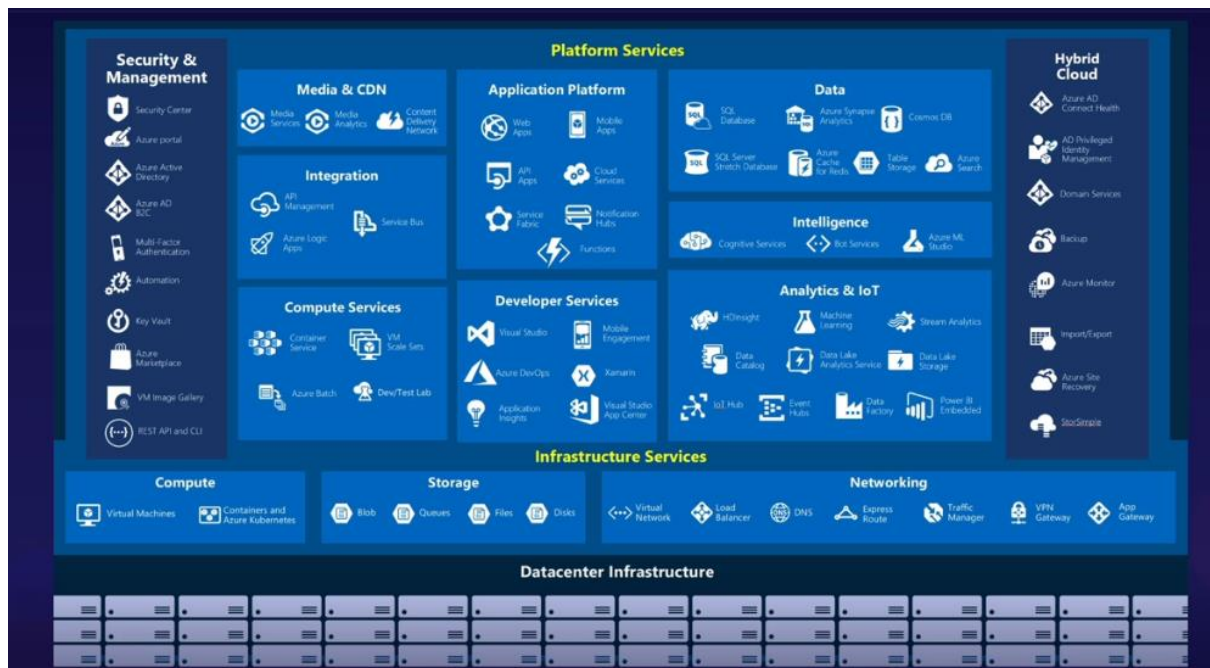 Platform Services
Security &
Management
Security Center
Azure portal
Azure Active
Directory
Azure AD
B2C
Multi-Factor
Authentication
Automation
Key Vault
Azure
Marketplace
VM Image Gallery
REST API and CLI
Media & CDN
Media
Services
Media
Analytics
Content
Delivery
Network
Integration
API
Management
Service Bus
Azure Logic
Apps
Compute Services
Container
Service
VM
Scale Sets
Azure Batch
Dev/Test Lab
Application Platform
Web
Apps
Mobile
Apps
API
Apps
Cloud
Services
Service
Fabric
Notification
Hubs
Functions
Developer Services
Visual Studio
Mobile
Engagement
Azure DevOps
Xamarin
Application
Insights
Visual Studio
App Center
Data
SQL
SQL
Database
Azure Synapse
Analytics
Cosmos DB
SQL
SQL Server
Stretch Database
Azure
Cache
for Redis
Table
Storage
Azure
Search
Intelligence
Cognitive Services
Bot Services
Azure ML
Studio
Analytics & IoT
HDInsight
Machine
Learning
Stream Analytics
Data
Catalog
Data Lake
Analytics Service
Data Lake
Storage
IoT Hub
Event
Hubs
Data
Factory
Power BI
Embedded
Hybrid
Cloud
Azure AD
Connect Health
AD Privileged
Identity
Management
Domain Services
Backup
Azure Monitor
Import/Export
Azure Site
Recovery
StorSimple
Infrastructure Services
Compute
Virtual Machines
Containers and
Azure Kubernetes
Storage
Blob
Queues
Files
Disks
Networking
Virtual
Network
Load
Balancer
DNS
DNS
Express
Route
Traffic
Manager
VPN
Gateway
App
Gateway
Datacenter Infrastructure